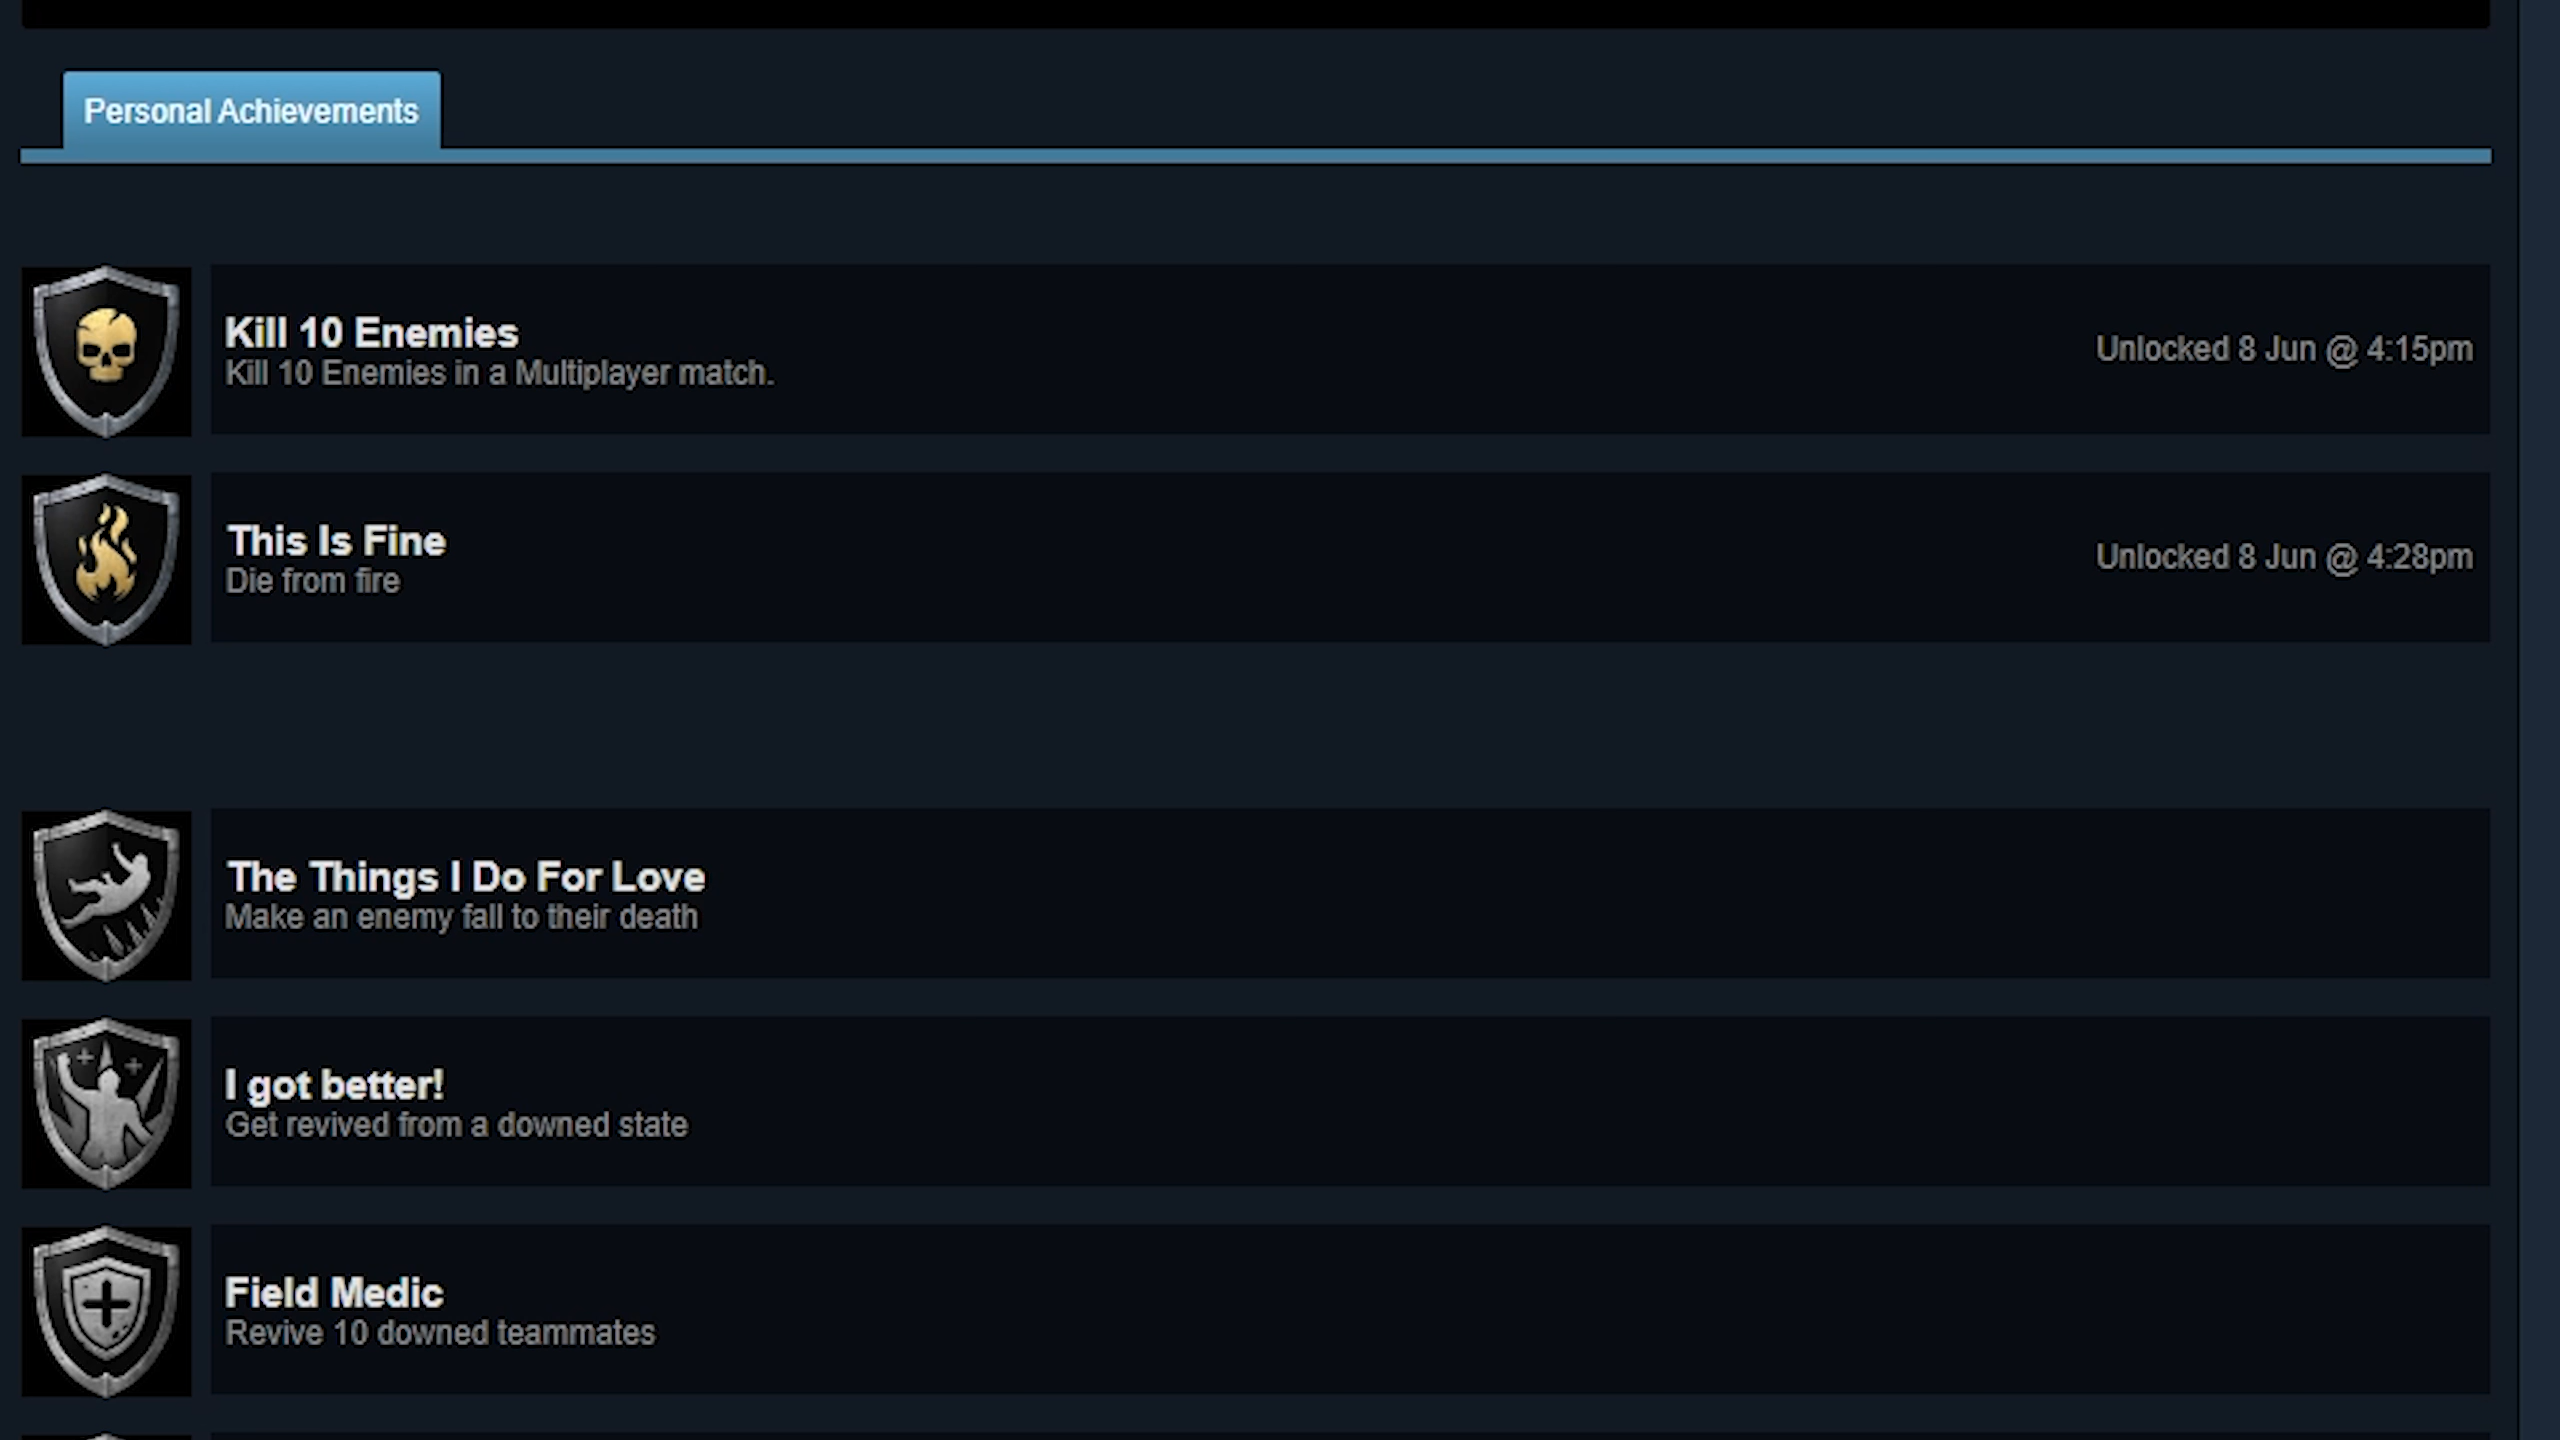 Personal Achievements
Kill 10 Enemies
Kill 10 Enemies in a Multiplayer match.
Unlocked 8 Jun @ 4:15pm
This Is Fine
Die from fire
Unlocked 8 Jun @ 4:28pm
The Things I Do For Love
Make an enemy fall to their death
I got better!
Get revived from a downed state
Field Medic
Revive 10 downed teammates